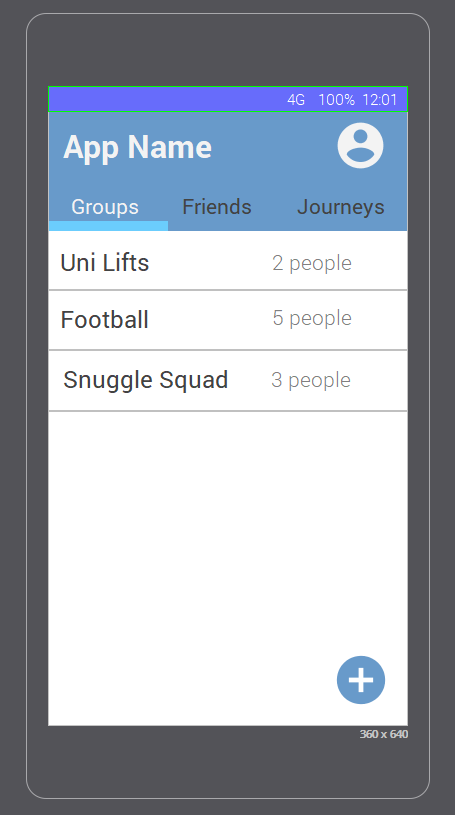 4G 100% 12:01
App Name
Groups Friends Journeys
Uni Lifts 2 people
Football 5 people
Snuggle Squad 3 people
360 x 640